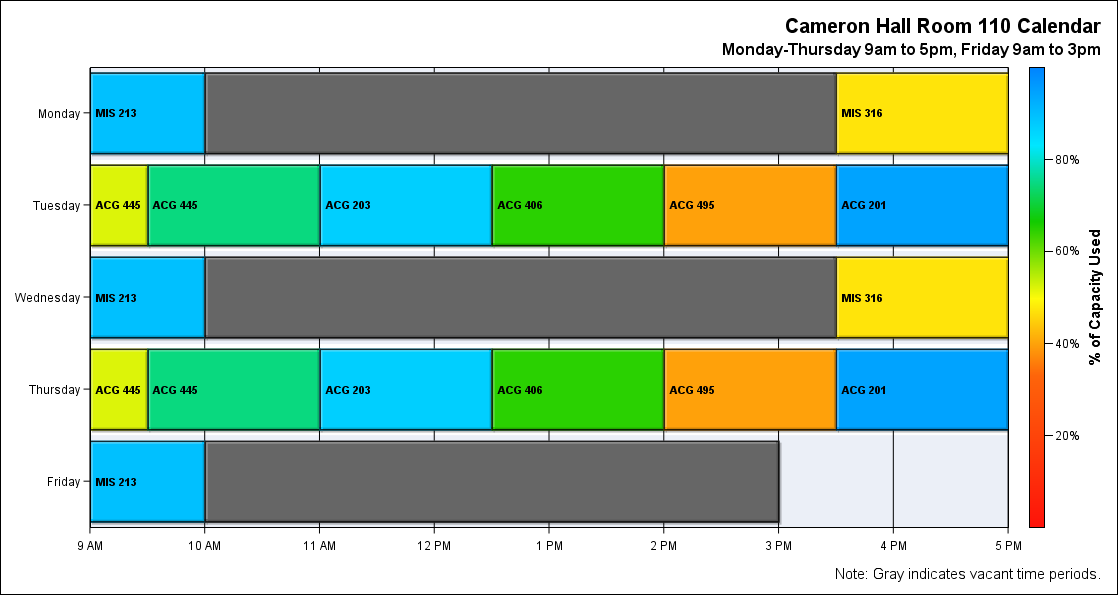 Cameron Hall Room 110 Calendar
Monday-Thursday 9am to 5pm, Friday 9am to 3pm
Monday MIS 213 MIS 316
Tuesday ACG 445 ACG 445 ACG 203 ACG 406 ACG 495 ACG 201
Wednesday MIS 213 MIS 316
Thursday ACG 445 ACG 445 ACG 203 ACG 406 ACG 495 ACG 201
Friday MIS 213
9 AM 10 AM 11 AM 12 PM 1 PM 2 PM 3 PM 4 PM 5 PM
80%
60%
40%
20%
% of Capacity Used
Note: Gray indicates vacant time periods.